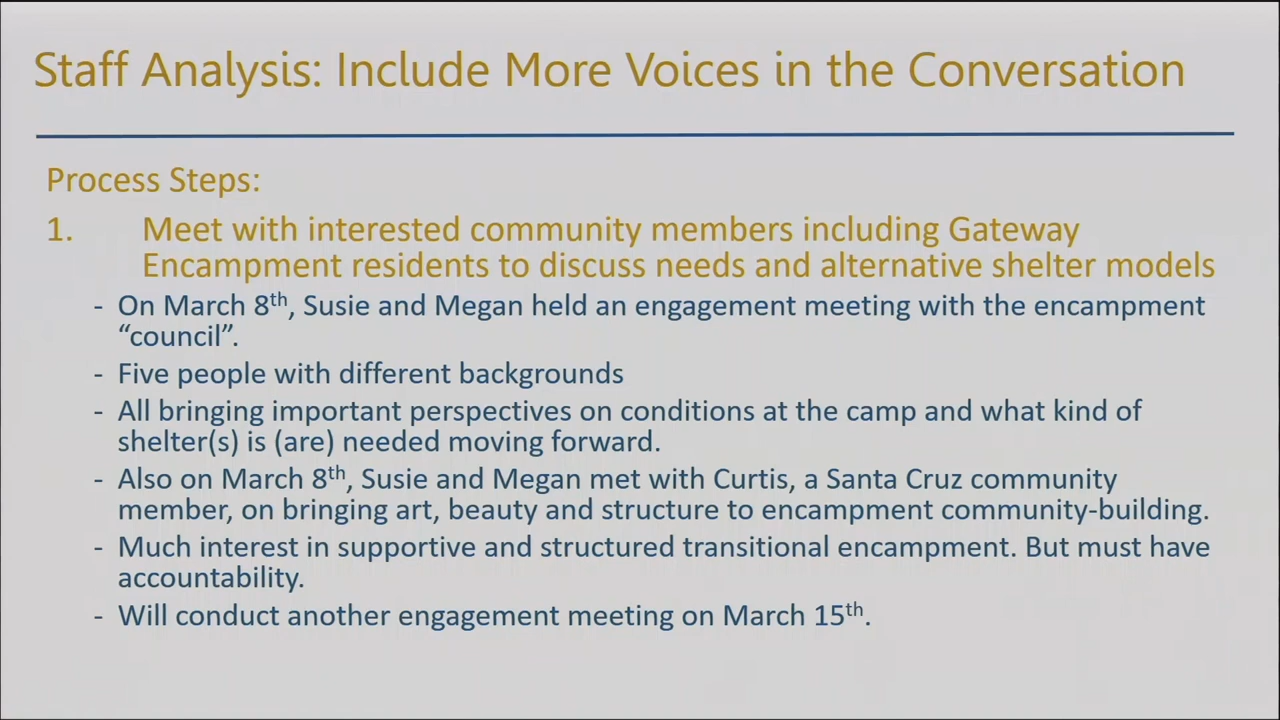 Staff Analysis: Include More Voices in the Conversation
Process Steps:
1. Meet with interested community members including Gateway
Encampment residents to discuss needs and alternative shelter models
- On March 8th, Susie and Megan held an engagement meeting with the encampment
“council”.
- Five people with different backgrounds
- All bringing important perspectives on conditions at the camp and what kind of
shelter(s) is (are) needed moving forward.
- Also on March 8th, Susie and Megan met with Curtis, a Santa Cruz community
member, on bringing art, beauty and structure to encampment community-building.
- Much interest in supportive and structured transitional encampment. But must have
accountability.
- Will conduct another engagement meeting on March 15th.